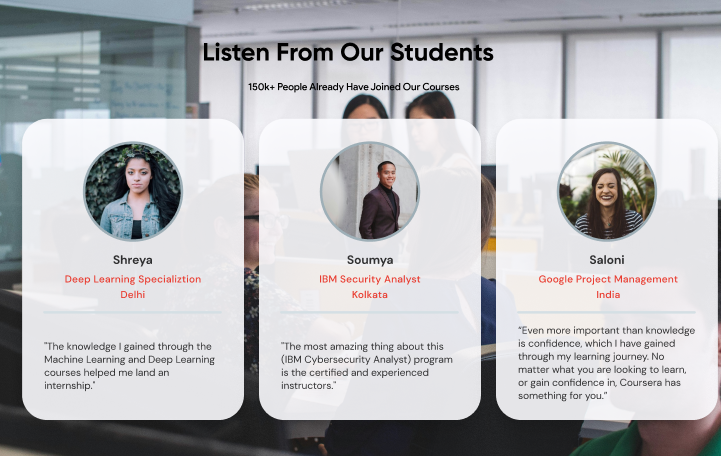 Listen From Our Students
150k+ People Already Have Joined Our Courses
Shreya
Deep Learning Specializtion
Delhi
"The knowledge I gained through the
Machine Learning and Deep Learning
courses helped me land an
internship."
Soumya
IBM Security Analyst
Kolkata
"The most amazing thing about this
(IBM Cybersecurity Analyst) program
is the certified and experienced
instructors."
Saloni
Google Project Management
India
“Even more important than knowledge
is confidence, which I have gained
through my learning journey. No
matter what you are looking to learn,
or gain confidence in, Coursera has
something for you.”